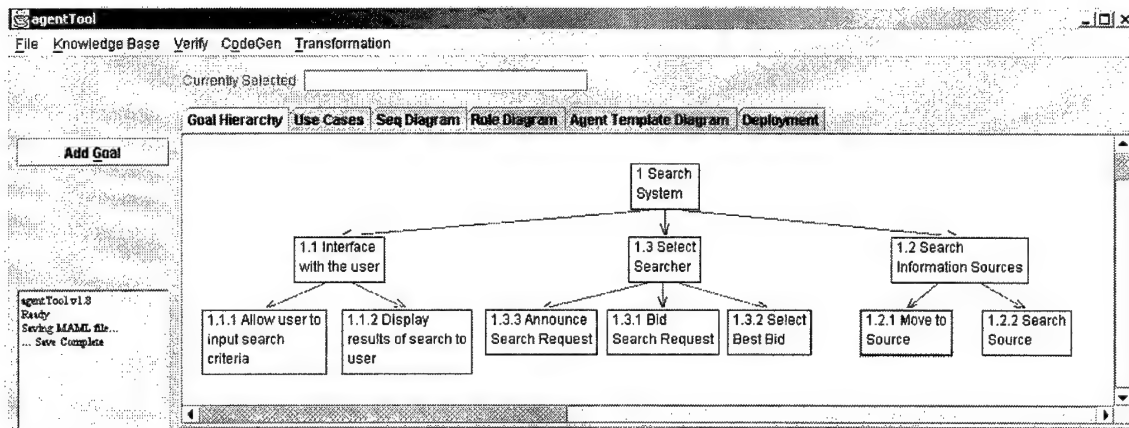 agentTool
File Knowledge Base Verify CodeGen Transformation
Currently Selected
Goal Hierarchy Use Cases Seq Diagram Role Diagram Agent Template Diagram Deployment
Add Goal
1 Search
System
1.1 Interface
with the user
1.3 Select
Searcher
1.2 Search
Information Sources
1.1.1 Allow user to
input search
criteria
1.1.2 Display
results of search to
user
1.3.3 Announce
Search Request
1.3.1 Bid
Search Request
1.3.2 Select
Best Bid
1.2.1 Move to
Source
1.2.2 Search
Source
agentTool v1.8
Ready
Saving MAML file...
... Save Complete